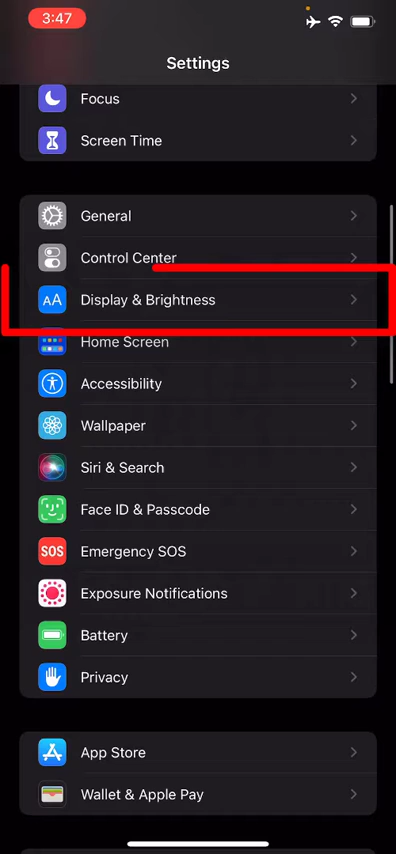 3:47
Settings
Focus
Screen Time
General
Control Center
AA Display & Brightness
Home Screen
Accessibility
Wallpaper
Siri & Search
Face ID & Passcode
SOS Emergency SOS
Exposure Notifications
Battery
Privacy
App Store
Wallet & Apple Pay